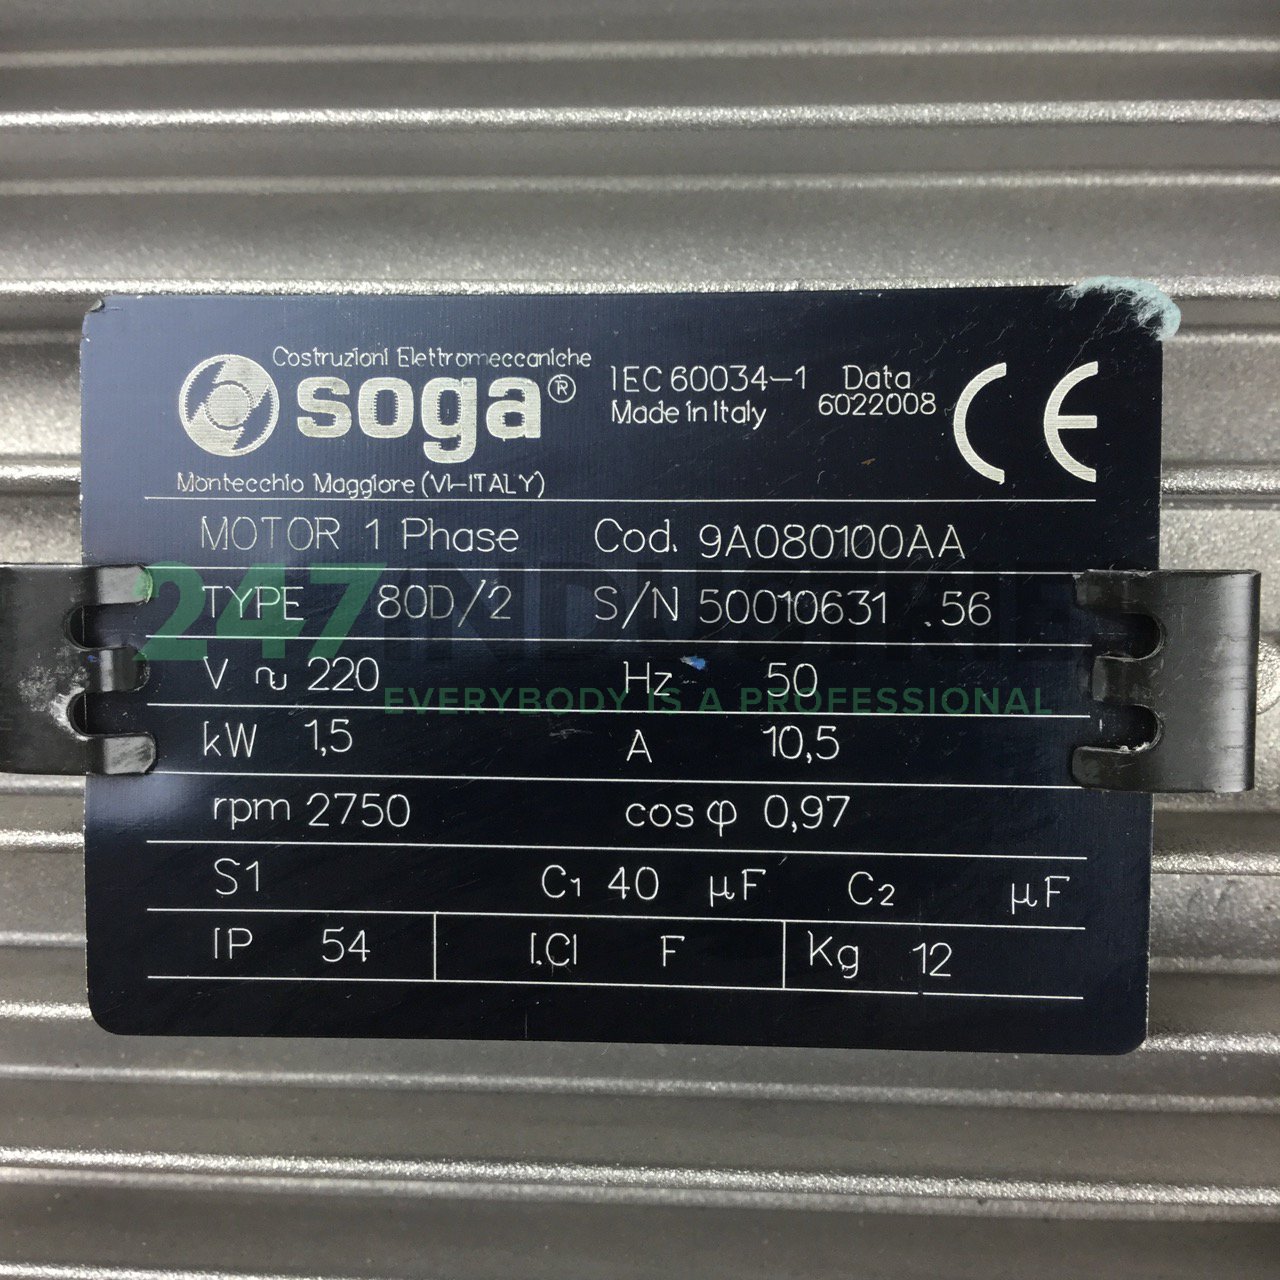 Costruzioni Elettromeccaniche
soga®
IEC 60034-1 Data
Made in Italy 6022008
CE
Montecchio Maggiore (VI-ITALY)
MOTOR 1 Phase Cod. 9A080100AA
TYPE 80D/2 S/N 50010631 .56
V ~ 220 Hz 50
kW 1,5 A 10,5
rpm 2750 cos φ 0,97
S1 C1 40 µF C2 µF
IP 54 I.Cl F Kg 12
247INDUSTRIE
EVERYBODY IS A PROFESSIONAL